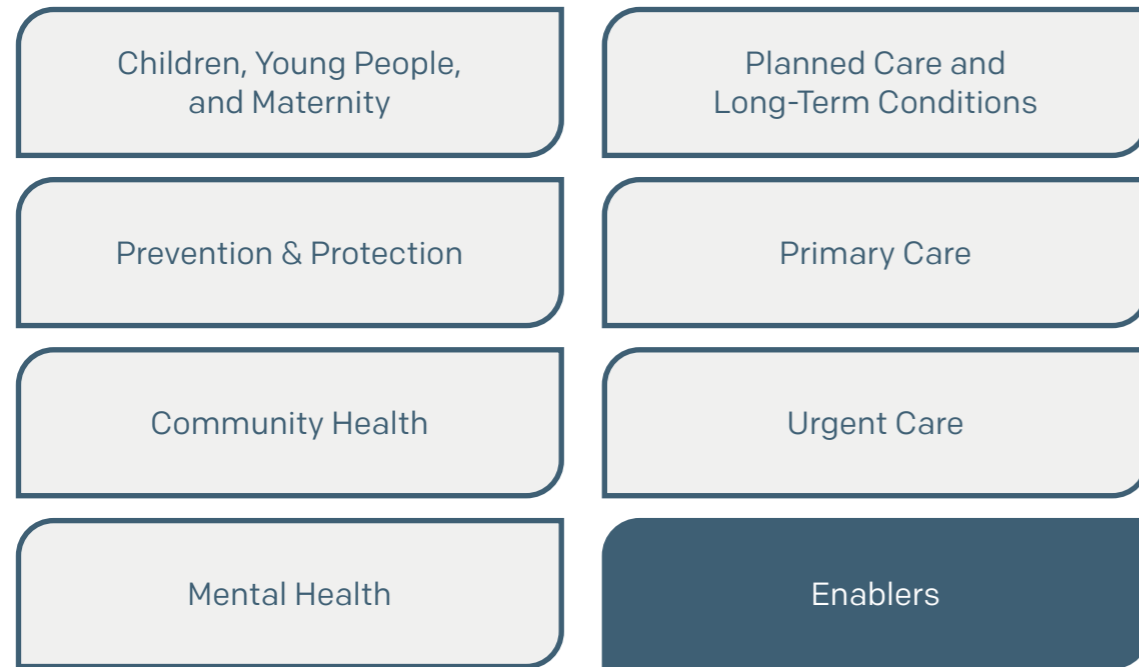 Children, Young People,
and Maternity
Planned Care and
Long-Term Conditions
Prevention & Protection
Primary Care
Community Health
Urgent Care
Mental Health
Enablers